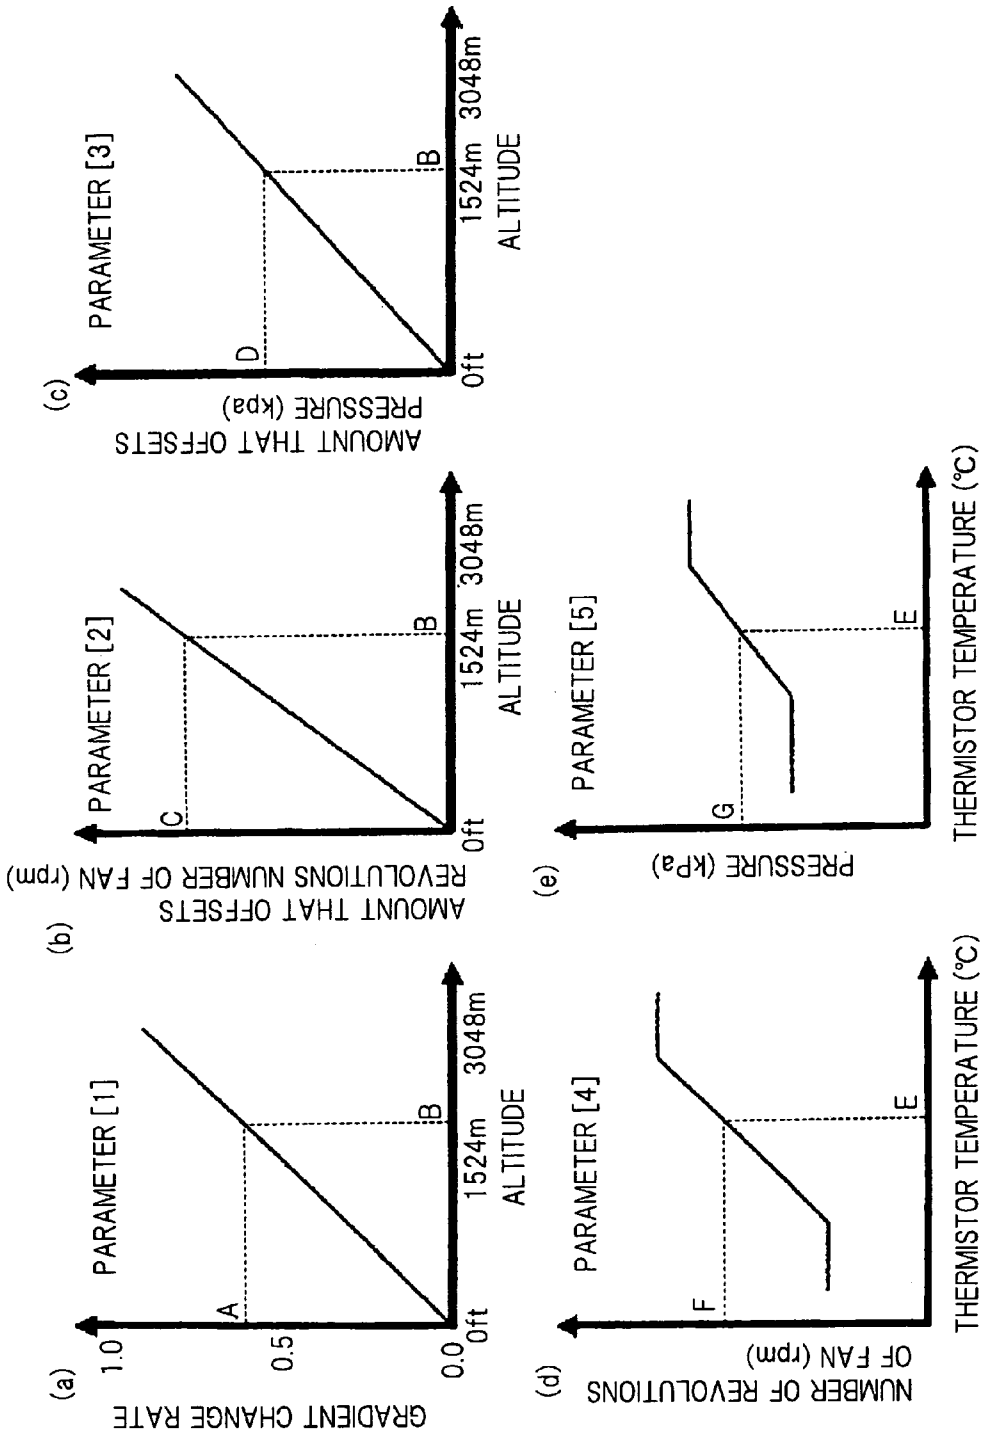 (a)
PARAMETER [1]
GRADIENT CHANGE RATE
1.0
0.5
0.0
A
B
0ft
1524m
3048m
ALTITUDE
(b)
PARAMETER [2]
AMOUNT THAT OFFSETS
REVOLUTIONS NUMBER OF FAN (rpm)
C
B
0ft
1524m
3048m
ALTITUDE
(c)
PARAMETER [3]
AMOUNT THAT OFFSETS
PRESSURE (kpa)
D
B
0ft
1524m
3048m
ALTITUDE
(d)
PARAMETER [4]
NUMBER OF REVOLUTIONS
OF FAN (rpm)
F
E
THERMISTOR TEMPERATURE (°C)
(e)
PARAMETER [5]
PRESSURE (kPa)
G
E
THERMISTOR TEMPERATURE (°C)